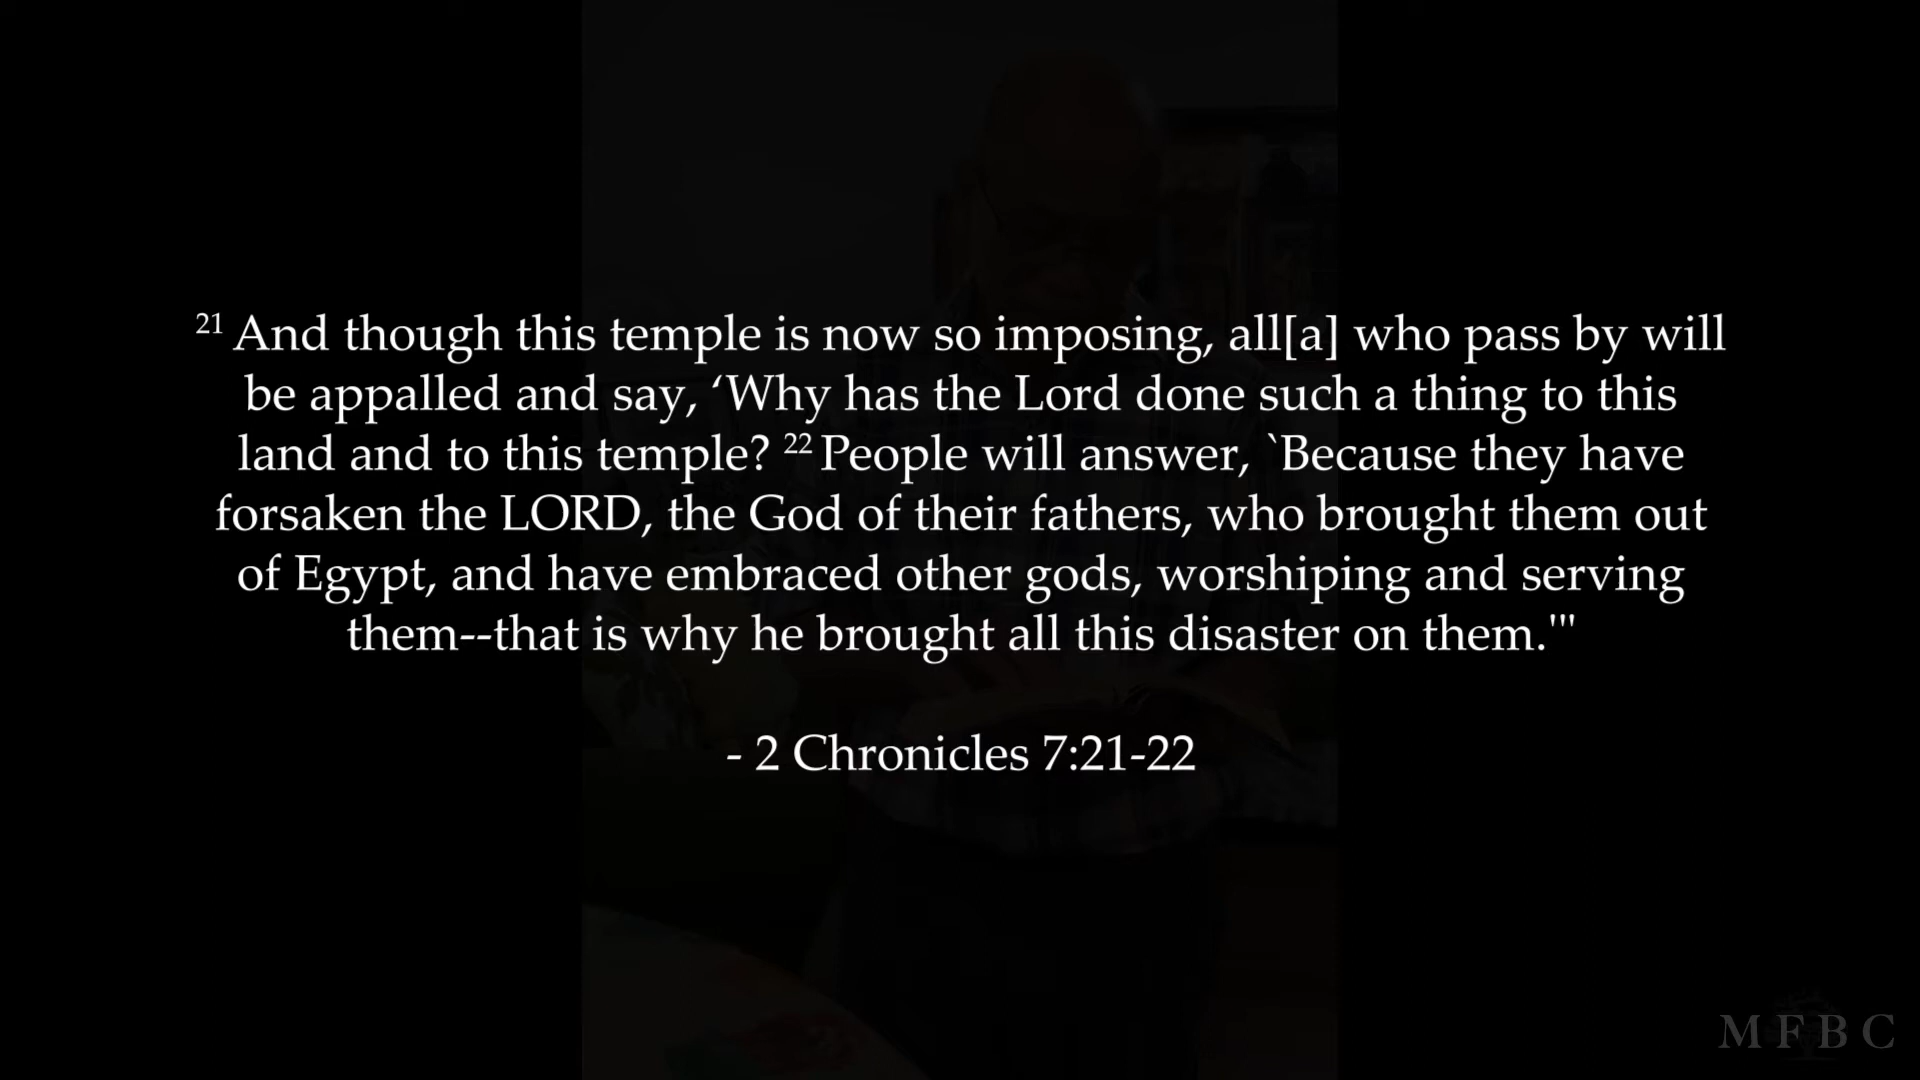 21 And though this temple is now so imposing, all[a] who pass by will
be appalled and say, ‘Why has the Lord done such a thing to this
land and to this temple? 22 People will answer, `Because they have
forsaken the LORD, the God of their fathers, who brought them out
of Egypt, and have embraced other gods, worshiping and serving
them--that is why he brought all this disaster on them.'"
- 2 Chronicles 7:21-22
MFBC